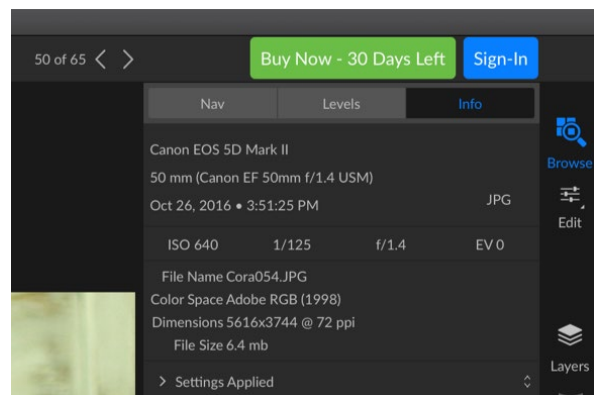 50 of 65
Buy Now - 30 Days Left
Sign-In
Nav Levels Info
Canon EOS 5D Mark II
50 mm (Canon EF 50mm f/1.4 USM)
Oct 26, 2016 • 3:51:25 PM JPG
ISO 640 1/125 f/1.4 EV 0
File Name Cora054.JPG
Color Space Adobe RGB (1998)
Dimensions 5616x3744 @ 72 ppi
File Size 6.4 mb
Settings Applied
Browse
Edit
Layers